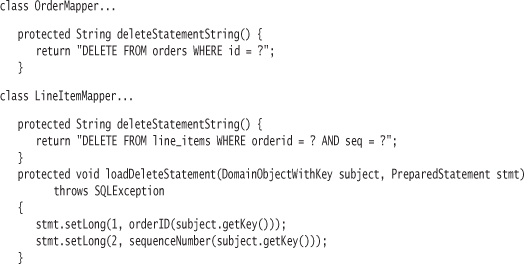 class OrderMapper...
protected String deleteStatementString() {
return "DELETE FROM orders WHERE id = ?";
}
class LineItemMapper...
protected String deleteStatementString() {
return "DELETE FROM line_items WHERE orderid = ? AND seq = ?";
}
protected void loadDeleteStatement(DomainObjectWithKey subject, PreparedStatement stmt)
throws SQLException
{
stmt.setLong(1, orderID(subject.getKey()));
stmt.setLong(2, sequenceNumber(subject.getKey()));
}